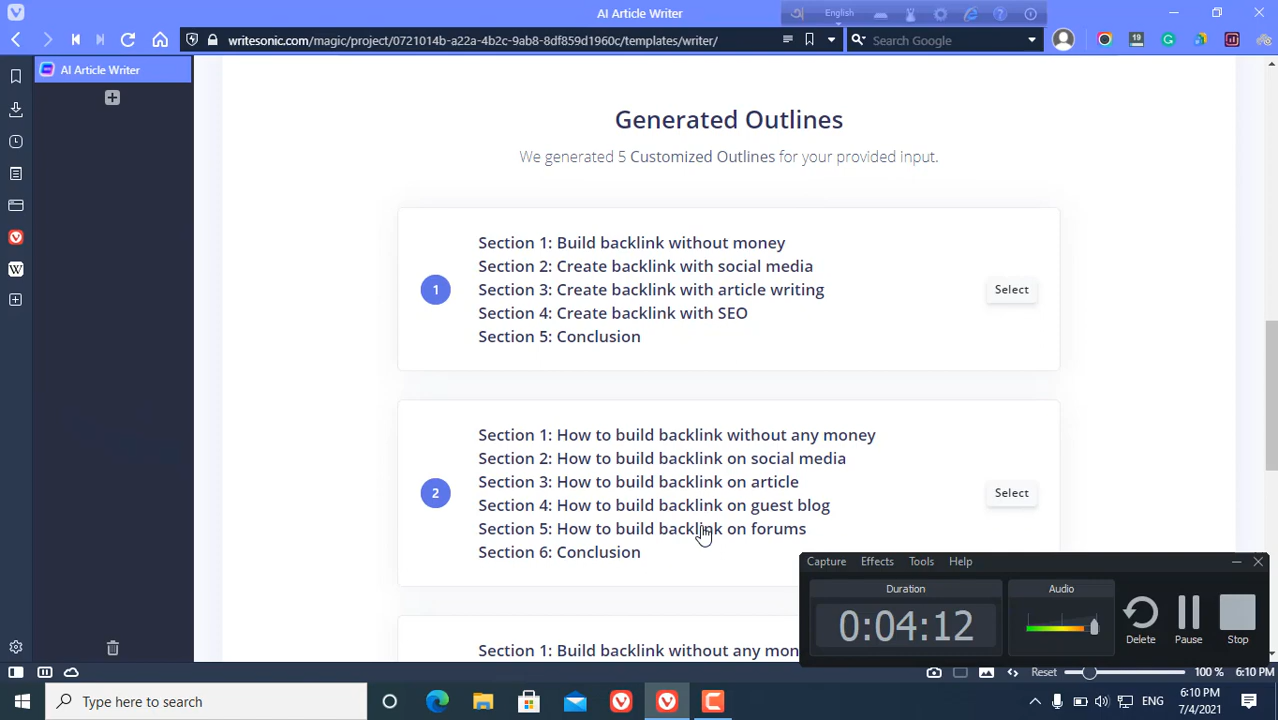 AI Article Writer
English
writesonic.com/magic/project/0721014b-a22a-4b2c-9ab8-8df859d1960c/templates/writer/
Search Google
19
AI Article Writer
Generated Outlines
We generated 5 Customized Outlines for your provided input.
1
Section 1: Build backlink without money
Section 2: Create backlink with social media
Section 3: Create backlink with article writing
Section 4: Create backlink with SEO
Section 5: Conclusion
Select
2
Section 1: How to build backlink without any money
Section 2: How to build backlink on social media
Section 3: How to build backlink on article
Section 4: How to build backlink on guest blog
Section 5: How to build backlink on forums
Section 6: Conclusion
Select
Section 1: Build backlink without any mon
Capture Effects Tools Help
Duration
0:04:12
Audio
Delete
Pause
Stop
Reset
100 %
6:10 PM
Type here to search
ENG
6:10 PM
7/4/2021